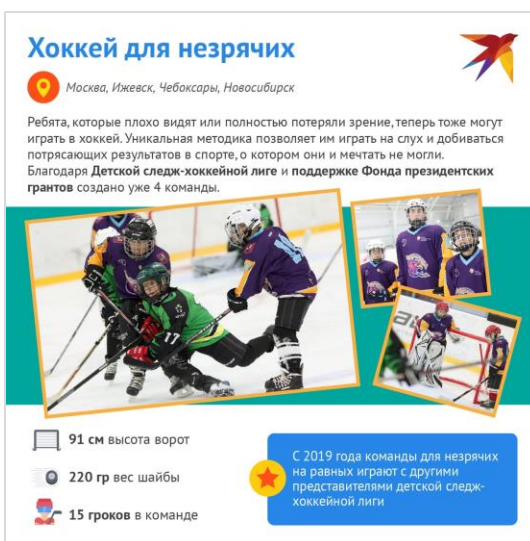 Хоккей для незрячих
Москва, Ижевск, Чебоксары, Новосибирск
Ребята, которые плохо видят или полностью потеряли зрение, теперь тоже могут
играть в хоккей. Уникальная методика позволяет им играть на слух и добиваться
потрясающих результатов в спорте, о котором они и мечтать не могли.
Благодаря Детской следж-хоккейной лиге и поддержке Фонда президентских
грантов создано уже 4 команды.
91 см высота ворот
220 гр вес шайбы
15 гроков в команде
С 2019 года команды для незрячих
на равных играют с другими
представителями детской следж-
хоккейной лиги